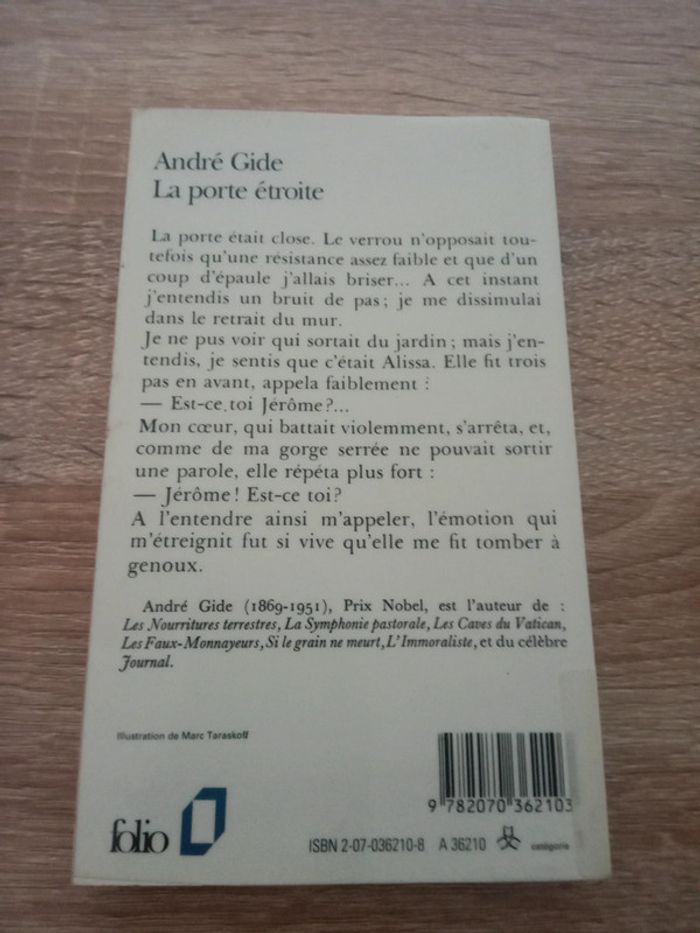 André Gide
La porte étroite
La porte était close. Le verrou n'opposait tou-
tefois qu'une résistance assez faible et que d'un
coup d'épaule j'allais briser... A cet instant
j'entendis un bruit de pas ; je me dissimulai
dans le retrait du mur.
Je ne pus voir qui sortait du jardin ; mais j'en-
tendis, je sentis que c'était Alissa. Elle fit trois
pas en avant, appela faiblement :
— Est-ce toi Jérôme ?...
Mon cœur, qui battait violemment, s'arrêta, et,
comme de ma gorge serrée ne pouvait sortir
une parole, elle répéta plus fort :
— Jérôme ! Est-ce toi ?
A l'entendre ainsi m'appeler, l'émotion qui
m'étreignit fut si vive qu'elle me fit tomber à
genoux.
André Gide (1869-1951), Prix Nobel, est l'auteur de :
Les Nourritures terrestres, La Symphonie pastorale, Les Caves du Vatican,
Les Faux-Monnayeurs, Si le grain ne meurt, L'Immoraliste, et du célèbre
Journal.
Illustration de Marc Taraskoff
9 782070 362103
folio
ISBN 2-07-036210-8 A 36210 catégorie